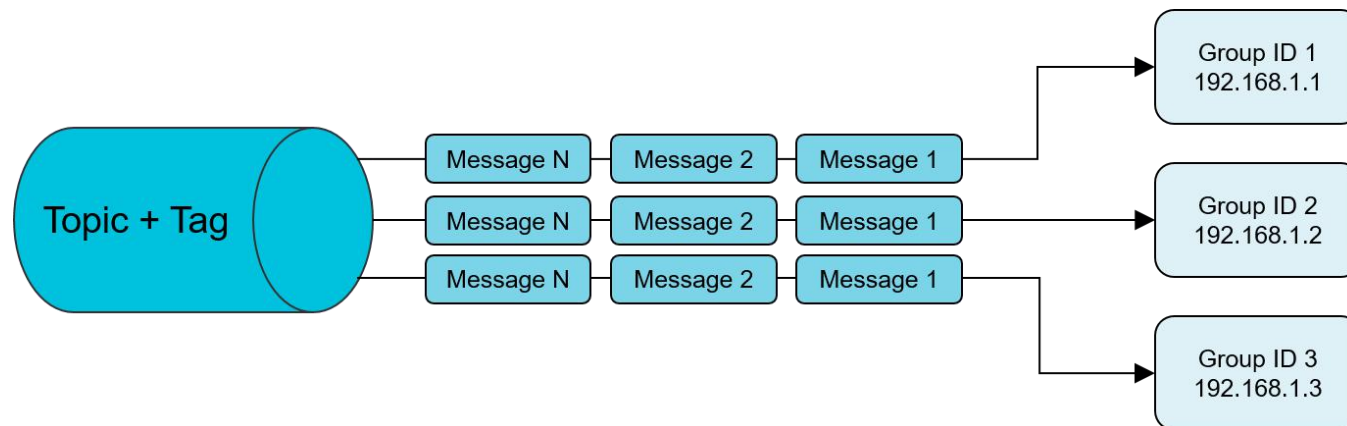 Topic + Tag
Message N
Message 2
Message 1
Message N
Message 2
Message 1
Message N
Message 2
Message 1
Group ID 1
192.168.1.1
Group ID 2
192.168.1.2
Group ID 3
192.168.1.3